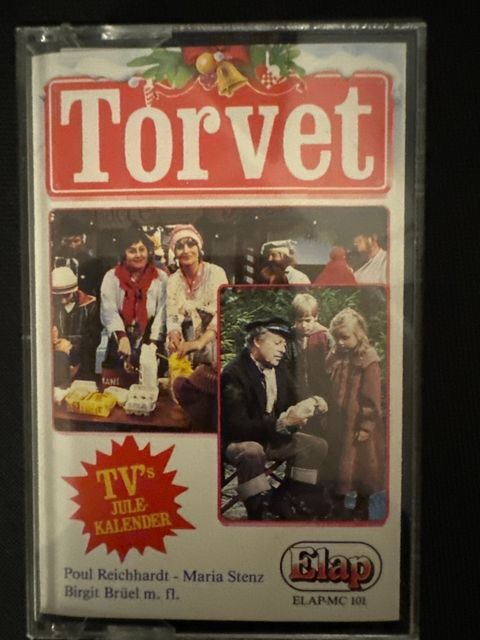 Torvet
TV's
JULE-
KALENDER
Poul Reichhardt - Maria Stenz
Birgit Brüel m. fl.
Elap
ELAP-MC 101